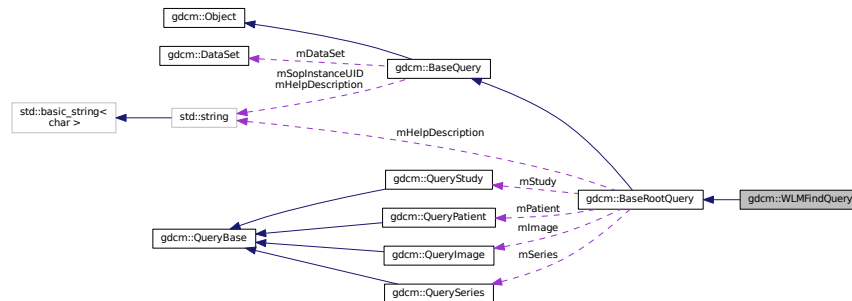 gdcm::Object
gdcm::DataSet
mDataSet
gdcm::BaseQuery
mSopInstanceUID
mHelpDescription
std::basic_string<
char >
std::string
mHelpDescription
gdcm::QueryStudy
mStudy
gdcm::BaseRootQuery
gdcm::WLMFindQuery
gdcm::QueryPatient
mPatient
mImage
gdcm::QueryBase
gdcm::QueryImage
mSeries
gdcm::QuerySeries